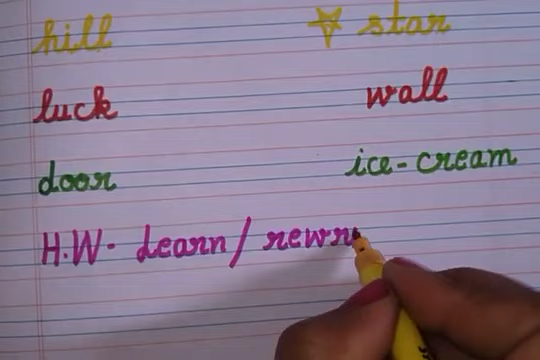 hill ☆ star
luck wall
door ice-cream
H.W- Learn/ rewr